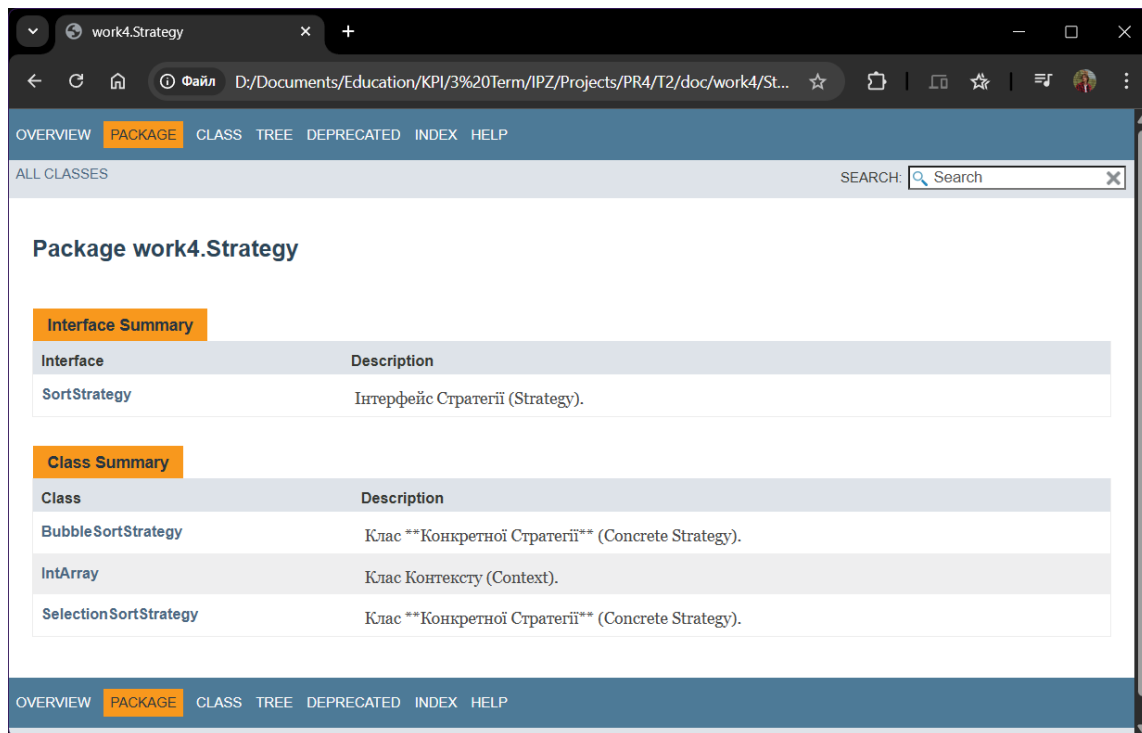 work4.Strategy
Файл D:/Documents/Education/KPI/3%20Term/IPZ/Projects/PR4/T2/doc/work4/St...
OVERVIEW PACKAGE CLASS TREE DEPRECATED INDEX HELP
ALL CLASSES SEARCH: Search
Package work4.Strategy
Interface Summary
Interface Description
SortStrategy Інтерфейс Стратегії (Strategy).
Class Summary
Class Description
BubbleSortStrategy Клас **Конкретної Стратегії** (Concrete Strategy).
IntArray Клас Контексту (Context).
SelectionSortStrategy Клас **Конкретної Стратегії** (Concrete Strategy).
OVERVIEW PACKAGE CLASS TREE DEPRECATED INDEX HELP